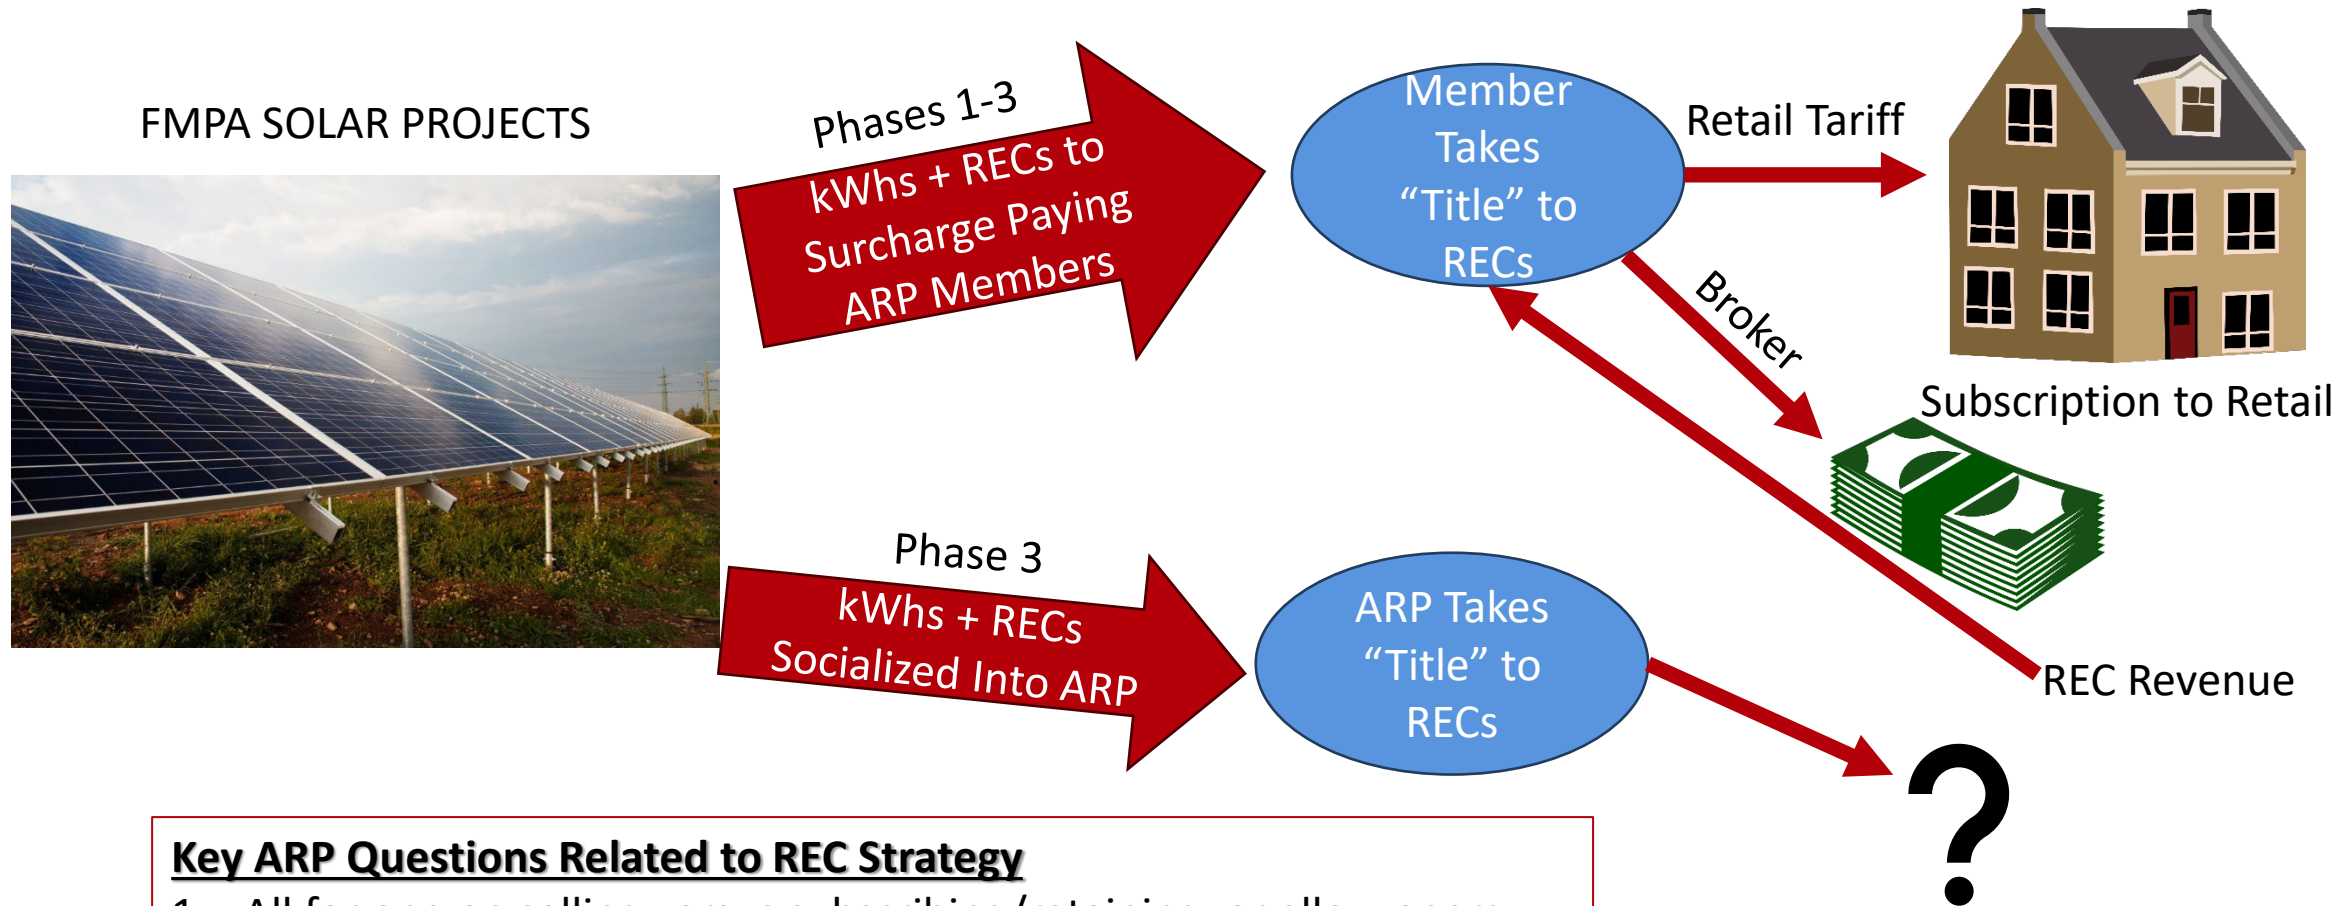 FMPA SOLAR PROJECTS
Phases 1-3
kWhs + RECs to
Surcharge Paying
ARP Members
Member
Takes
“Title” to
RECs
Retail Tariff
Broker
Subscription to Retail
REC Revenue
Phase 3
kWhs + RECs
Socialized Into ARP
ARP Takes
“Title” to
RECs
?
Key ARP Questions Related to REC Strategy